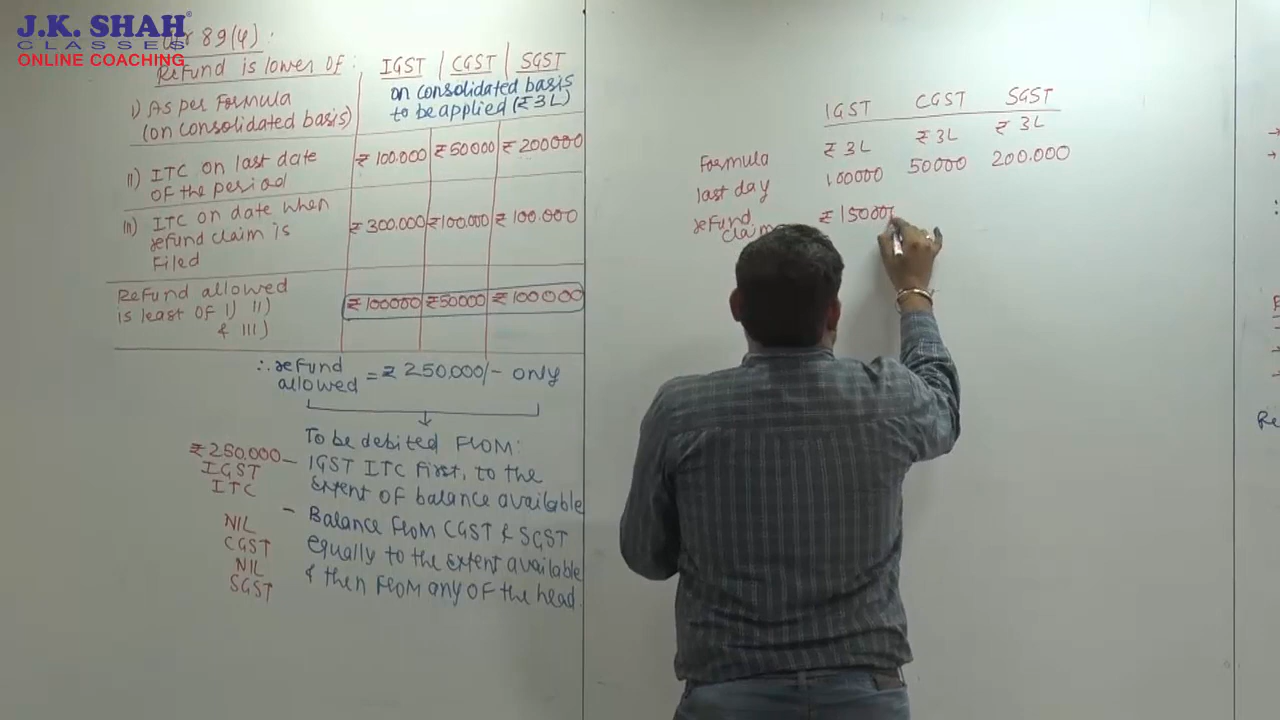 J.K. SHAH
CLASSES
ONLINE COACHING
89(4):
Refund is lower of:
IGST | CGST | SGST
i) As per formula
(on consolidated basis)
on consolidated basis
to be applied (₹3L)
ii) ITC on last date
of the period
₹100.000 ₹50000 ₹200000
iii) ITC on date when
refund claim is
filed
₹300.000 ₹100.000 ₹100.000
Refund allowed
is least of i) ii)
& iii)
₹100000 ₹50000 ₹100000
∴ refund
allowed = ₹250,000/- only
To be debited from:
₹250.000
IGST
ITC
– IGST ITC first, to the
extent of balance available
– Balance from CGST & SGST
equally to the extent available
& then from any of the head.
NIL
CGST
NIL
SGST
IGST CGST SGST
Formula ₹3L ₹3L ₹3L
last day 100000 50000 200.000
refund
claim
₹15000
Re